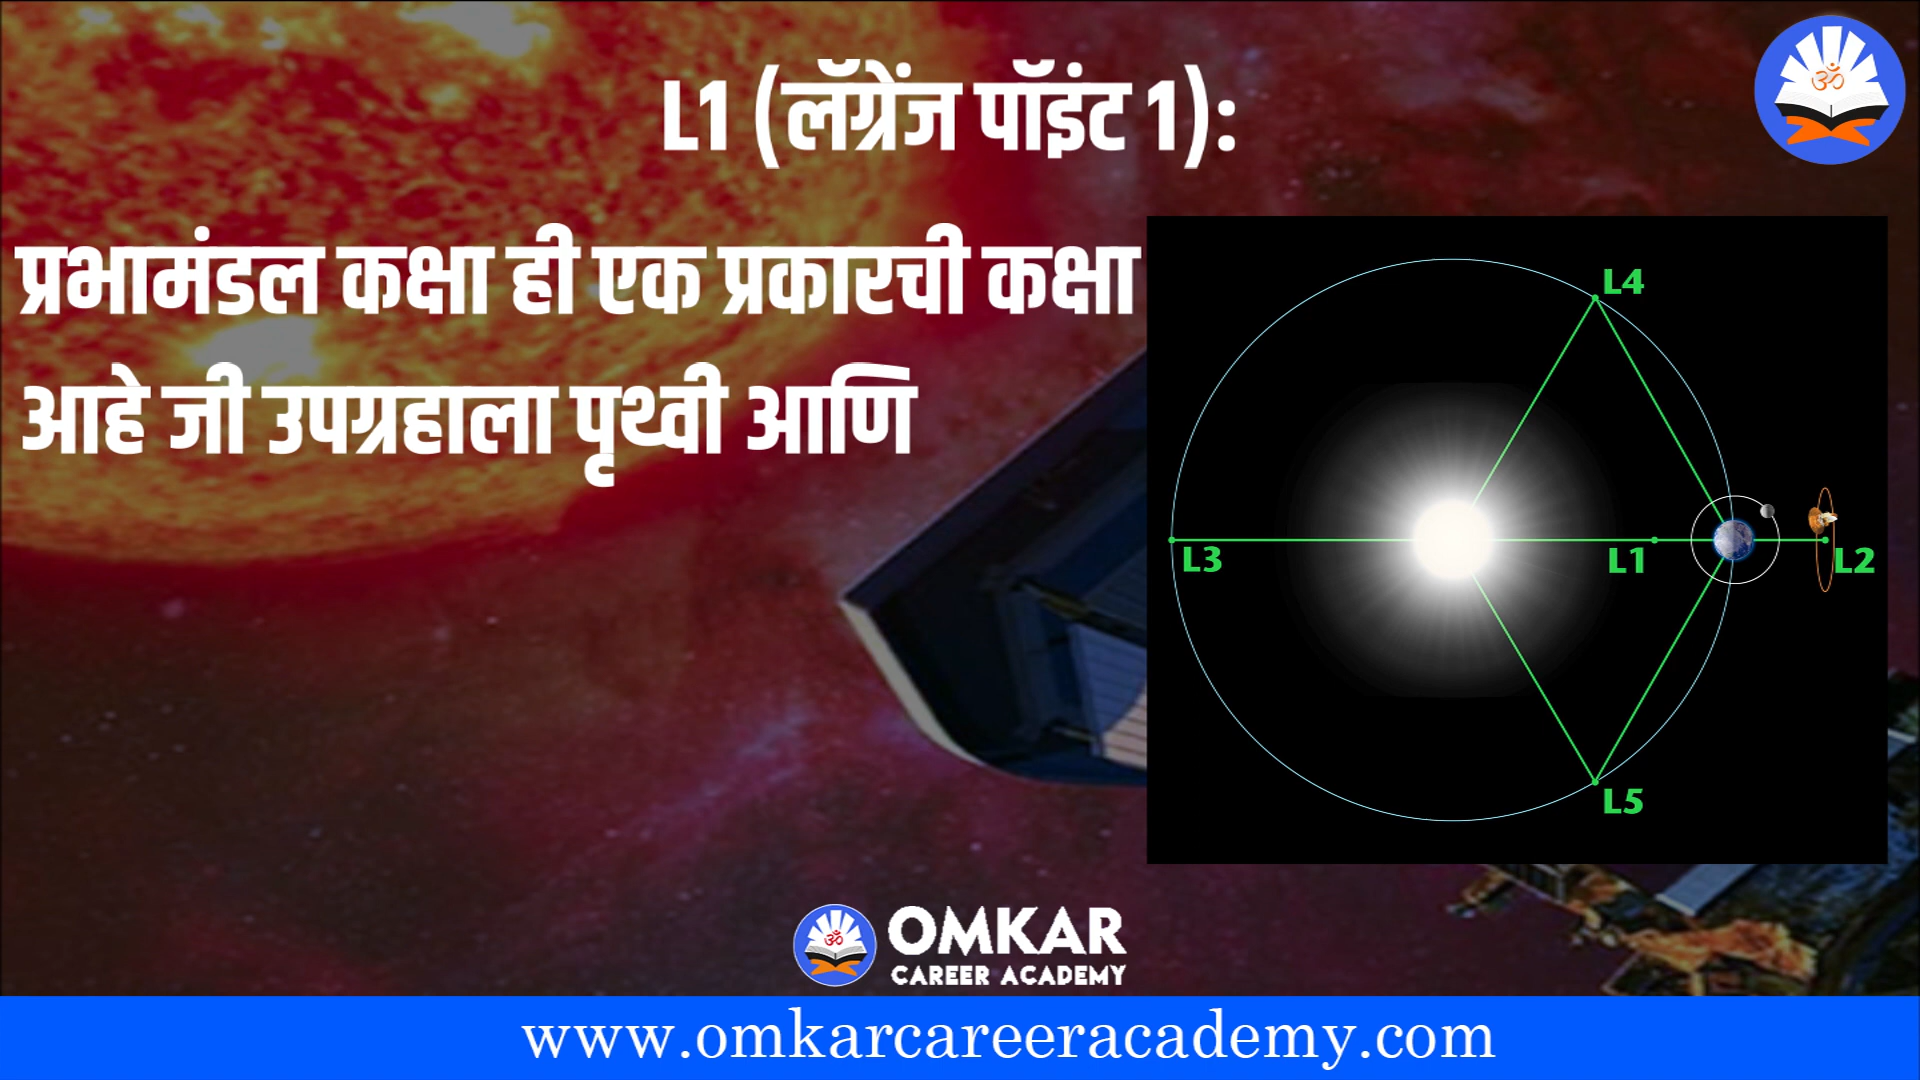 L1 (लॅग्रेंज पॉइंट 1):
प्रभामंडल कक्षा ही एक प्रकारची कक्षा
आहे जी उपग्रहाला पृथ्वी आणि
L4
L3
L1
L2
L5
ॐ
ॐ
OMKAR
CAREER ACADEMY
www.omkarcareeracademy.com